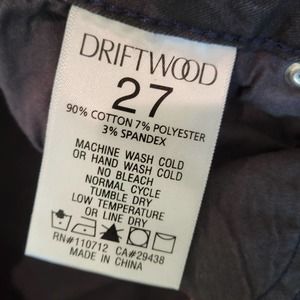 DRIFTWOOD
27
90% COTTON 7% POLYESTER
3% SPANDEX
MACHINE WASH COLD
OR HAND WASH COLD
NO BLEACH
NORMAL CYCLE
TUMBLE DRY
LOW TEMPERATURE
OR LINE DRY
RN#110712 CA#29438
MADE IN CHINA